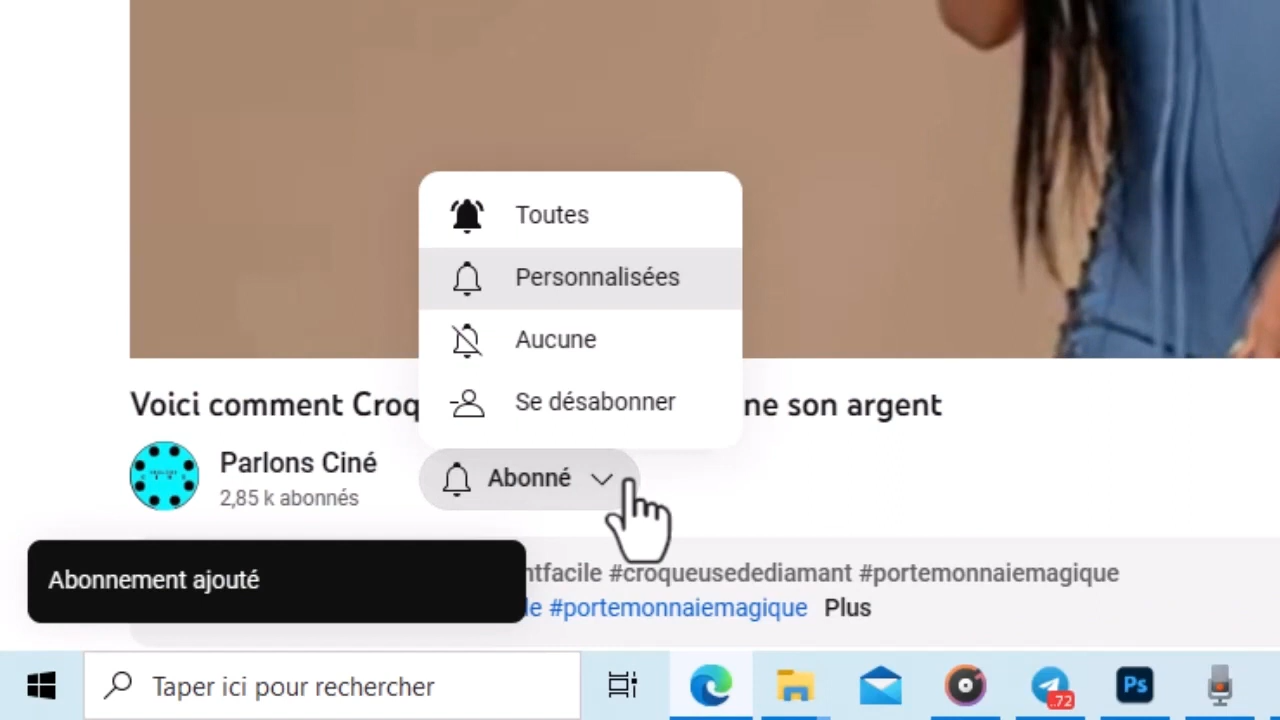 Toutes
Personnalisées
Aucune
Se désabonner
Voici comment Croq
ne son argent
Parlons Ciné
2,85 k abonnés
Abonné
Abonnement ajouté
ntfacile #croqueusedediamant #portemonnaiemagique
le #portemonnaiemagique Plus
Taper ici pour rechercher
..72
Ps